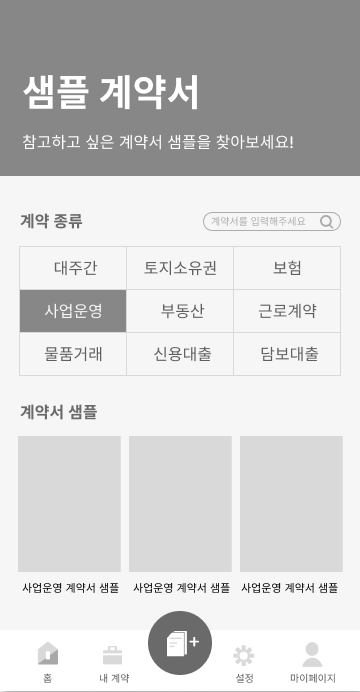 샘플 계약서
참고하고 싶은 계약서 샘플을 찾아보세요!
계약 종류
계약서를 입력해주세요
대주간 토지소유권 보험
사업운영 부동산 근로계약
물품거래 신용대출 담보대출
계약서 샘플
사업운영 계약서 샘플 사업운영 계약서 샘플 사업운영 계약서 샘플
홈 내 계약 설정 마이페이지